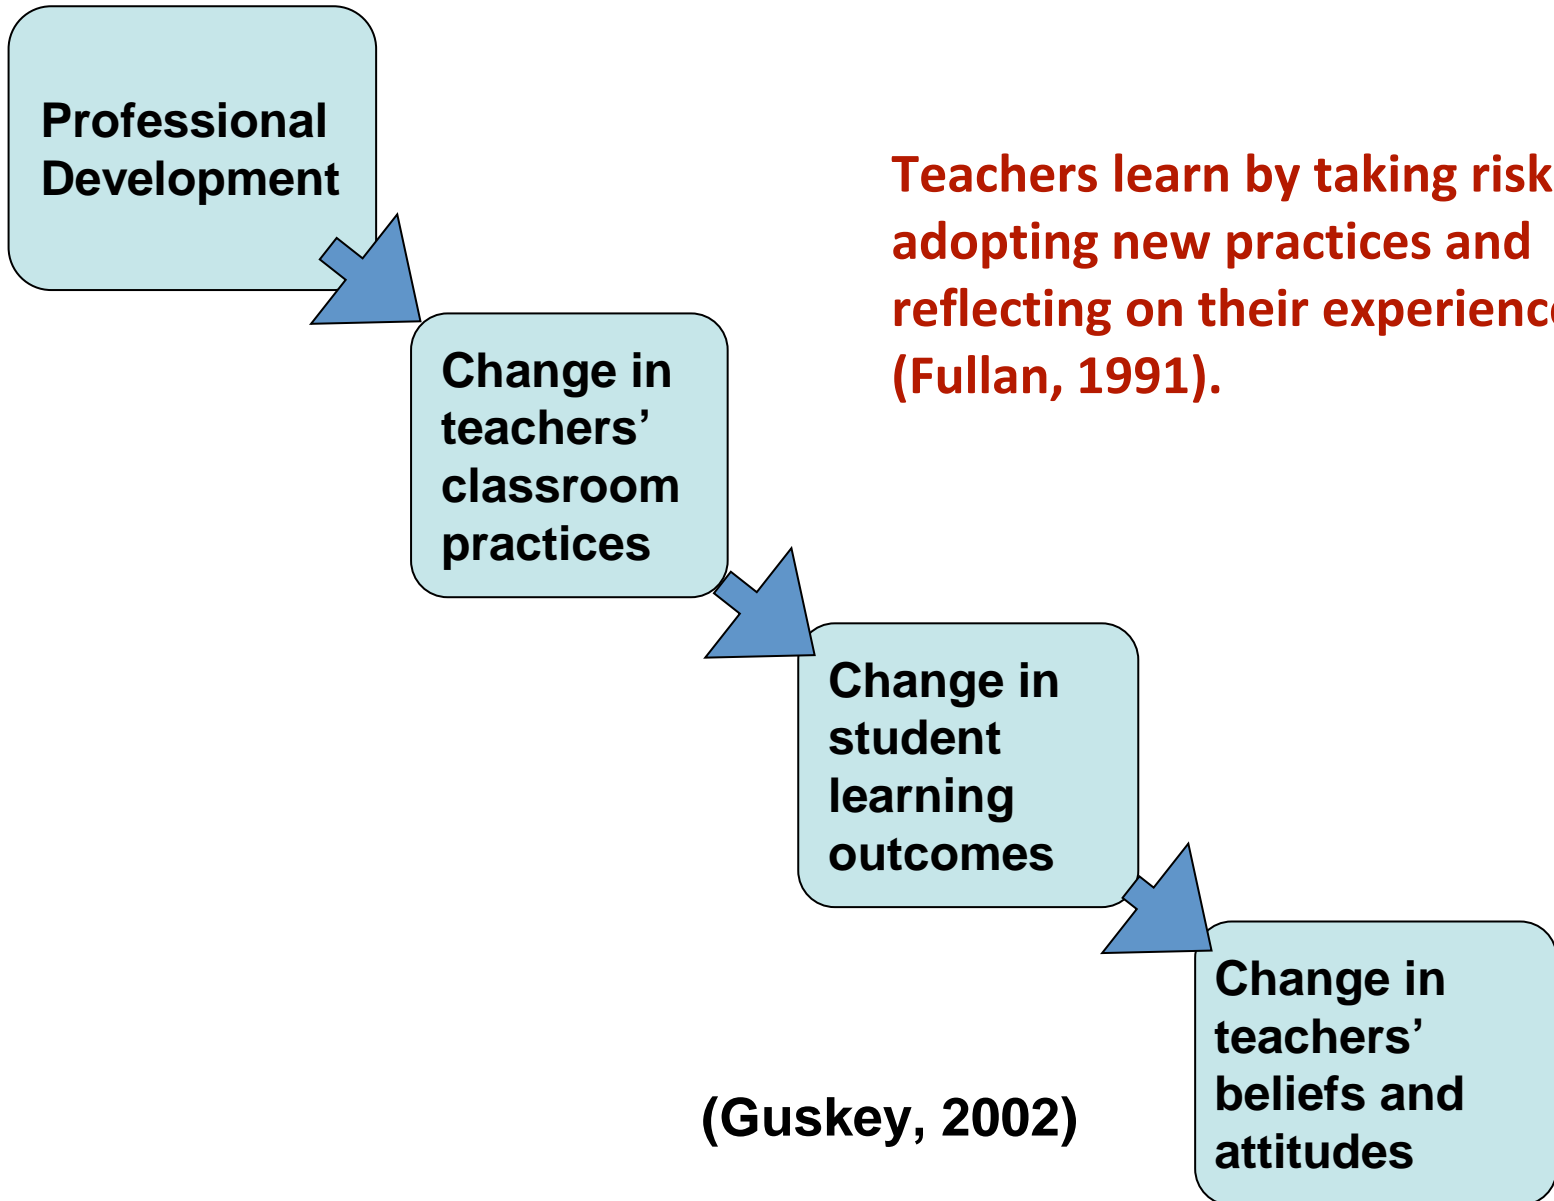 Professional
Development
Teachers learn by taking risk
adopting new practices and
reflecting on their experienc
(Fullan, 1991).
Change in
teachers’
classroom
practices
Change in
student
learning
outcomes
Change in
teachers’
beliefs and
attitudes
(Guskey, 2002)